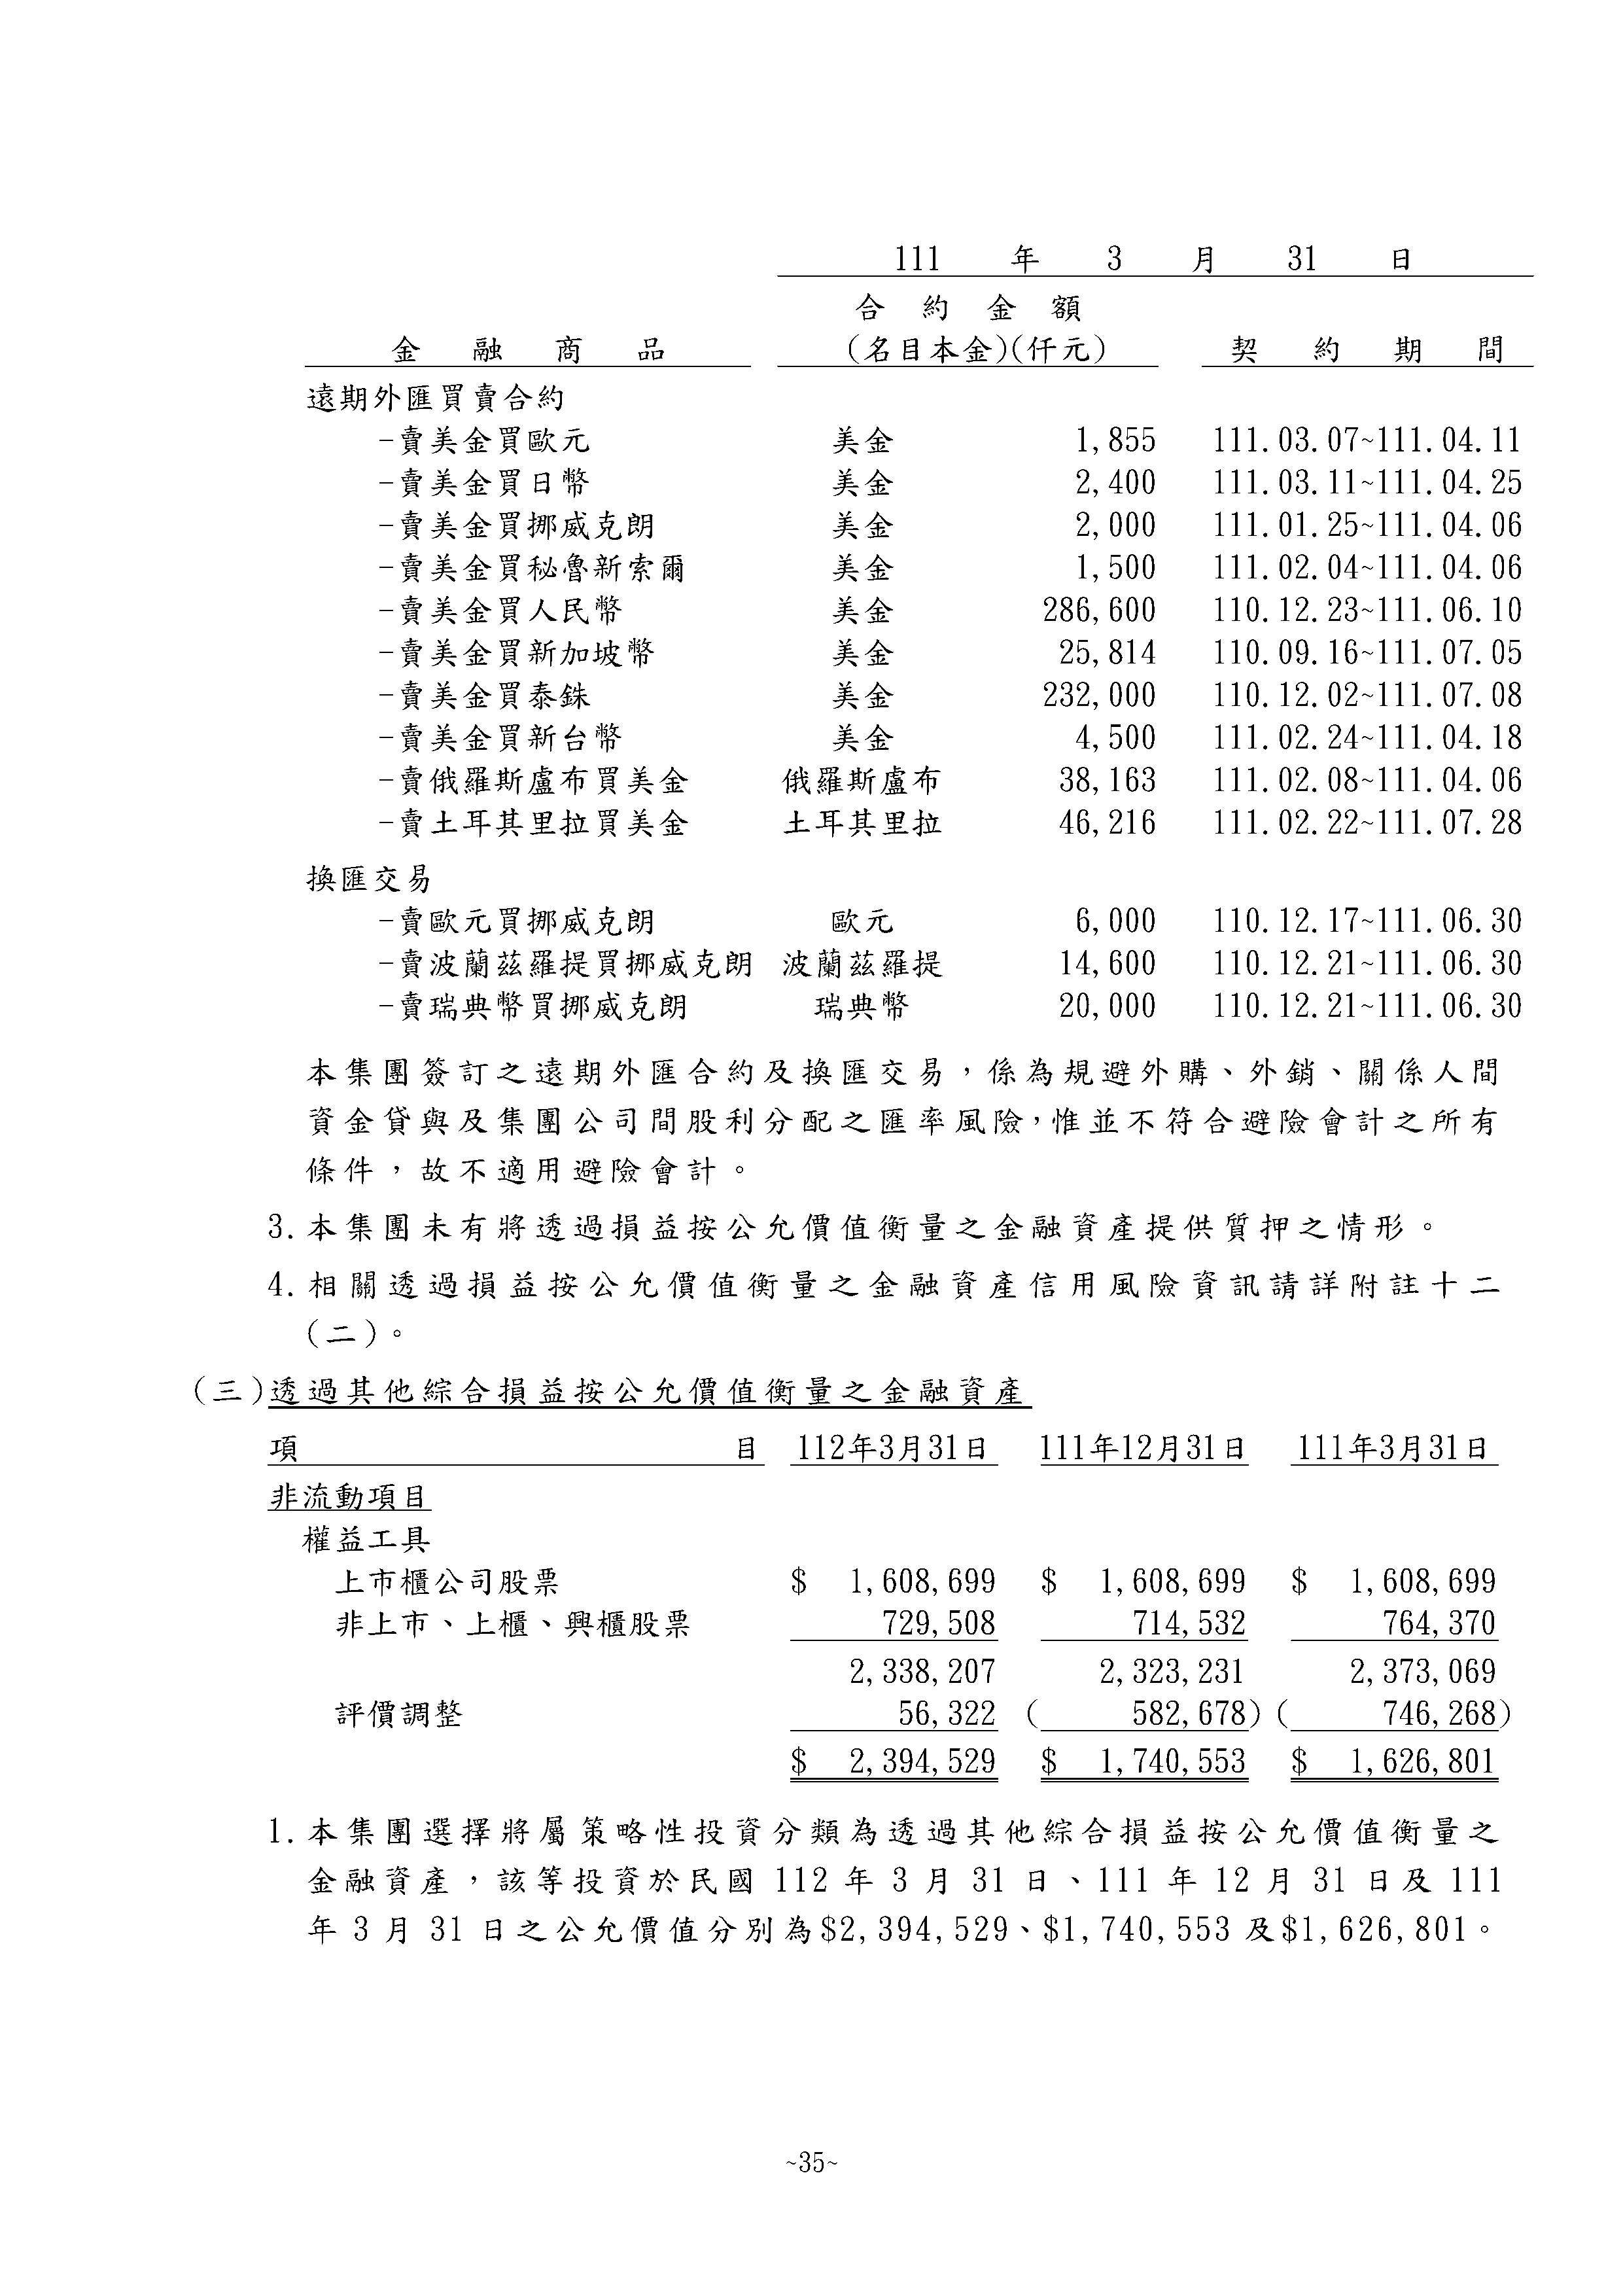 111 年 3 月 31 日
合 約 金 額
金 融 商 品 (名目本金)(仟元) 契 約 期 間
遠期外匯買賣合約
-賣美金買歐元 美金 1,855 111.03.07~111.04.11
-賣美金買日幣 美金 2,400 111.03.11~111.04.25
-賣美金買挪威克朗 美金 2,000 111.01.25~111.04.06
-賣美金買秘魯新索爾 美金 1,500 111.02.04~111.04.06
-賣美金買人民幣 美金 286,600 110.12.23~111.06.10
-賣美金買新加坡幣 美金 25,814 110.09.16~111.07.05
-賣美金買泰銖 美金 232,000 110.12.02~111.07.08
-賣美金買新台幣 美金 4,500 111.02.24~111.04.18
-賣俄羅斯盧布買美金 俄羅斯盧布 38,163 111.02.08~111.04.06
-賣土耳其里拉買美金 土耳其里拉 46,216 111.02.22~111.07.28
換匯交易
-賣歐元買挪威克朗 歐元 6,000 110.12.17~111.06.30
-賣波蘭茲羅提買挪威克朗 波蘭茲羅提 14,600 110.12.21~111.06.30
-賣瑞典幣買挪威克朗 瑞典幣 20,000 110.12.21~111.06.30
本集團簽訂之遠期外匯合約及換匯交易，係為規避外購、外銷、關係人間
資金貸與及集團公司間股利分配之匯率風險，惟並不符合避險會計之所有
條件，故不適用避險會計。
3.本集團未有將透過損益按公允價值衡量之金融資產提供質押之情形。
4.相關透過損益按公允價值衡量之金融資產信用風險資訊請詳附註十二
(二)。
(三)透過其他綜合損益按公允價值衡量之金融資產
項 目 112年3月31日 111年12月31日 111年3月31日
非流動項目
權益工具
上市櫃公司股票 $ 1,608,699 $ 1,608,699 $ 1,608,699
非上市、上櫃、興櫃股票 729,508 714,532 764,370
2,338,207 2,323,231 2,373,069
評價調整 56,322 ( 582,678) ( 746,268)
$ 2,394,529 $ 1,740,553 $ 1,626,801
1.本集團選擇將屬策略性投資分類為透過其他綜合損益按公允價值衡量之
金融資產，該等投資於民國 112 年 3 月 31 日、111 年 12 月 31 日及 111
年 3 月 31 日之公允價值分別為$2,394,529、$1,740,553 及$1,626,801。
~35~